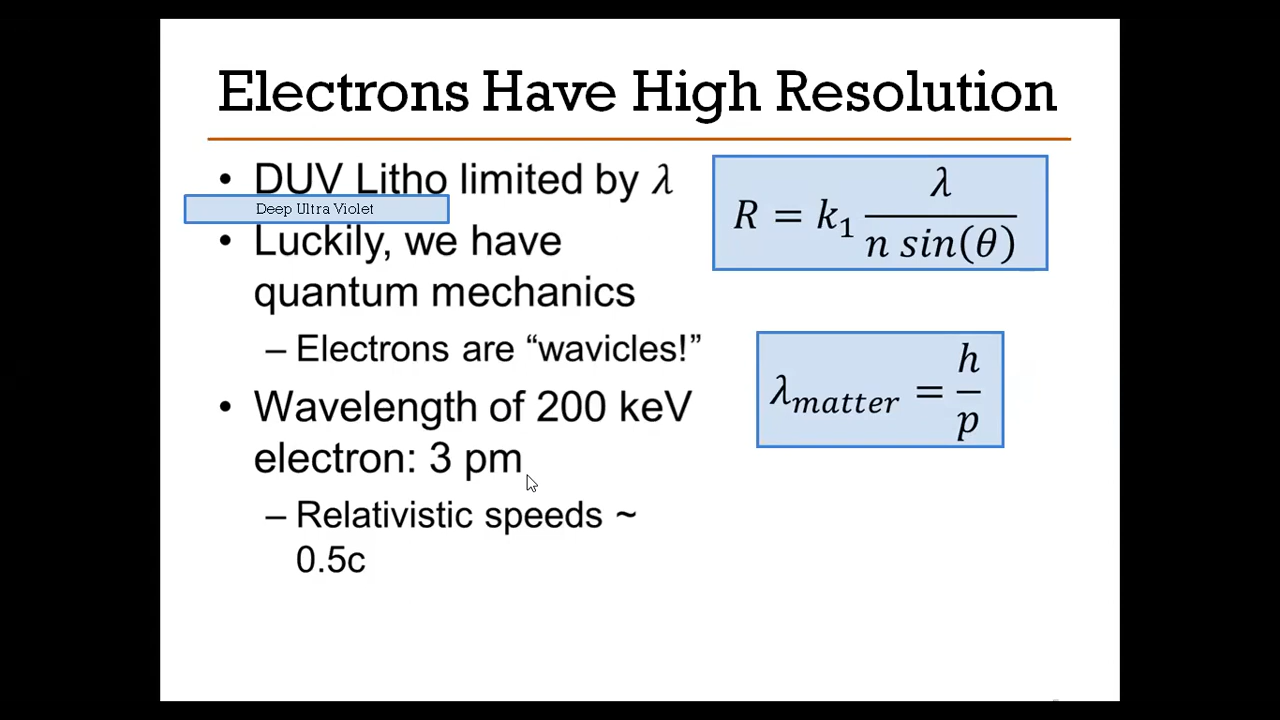 Electrons Have High Resolution
• DUV Litho limited by λ
Deep Ultra Violet
• Luckily, we have
quantum mechanics
– Electrons are “wavicles!”
• Wavelength of 200 keV
electron: 3 pm
– Relativistic speeds ~
0.5c
R = k₁ λ / n sin(θ)
λₘₐₜₜₑᵣ = h / p